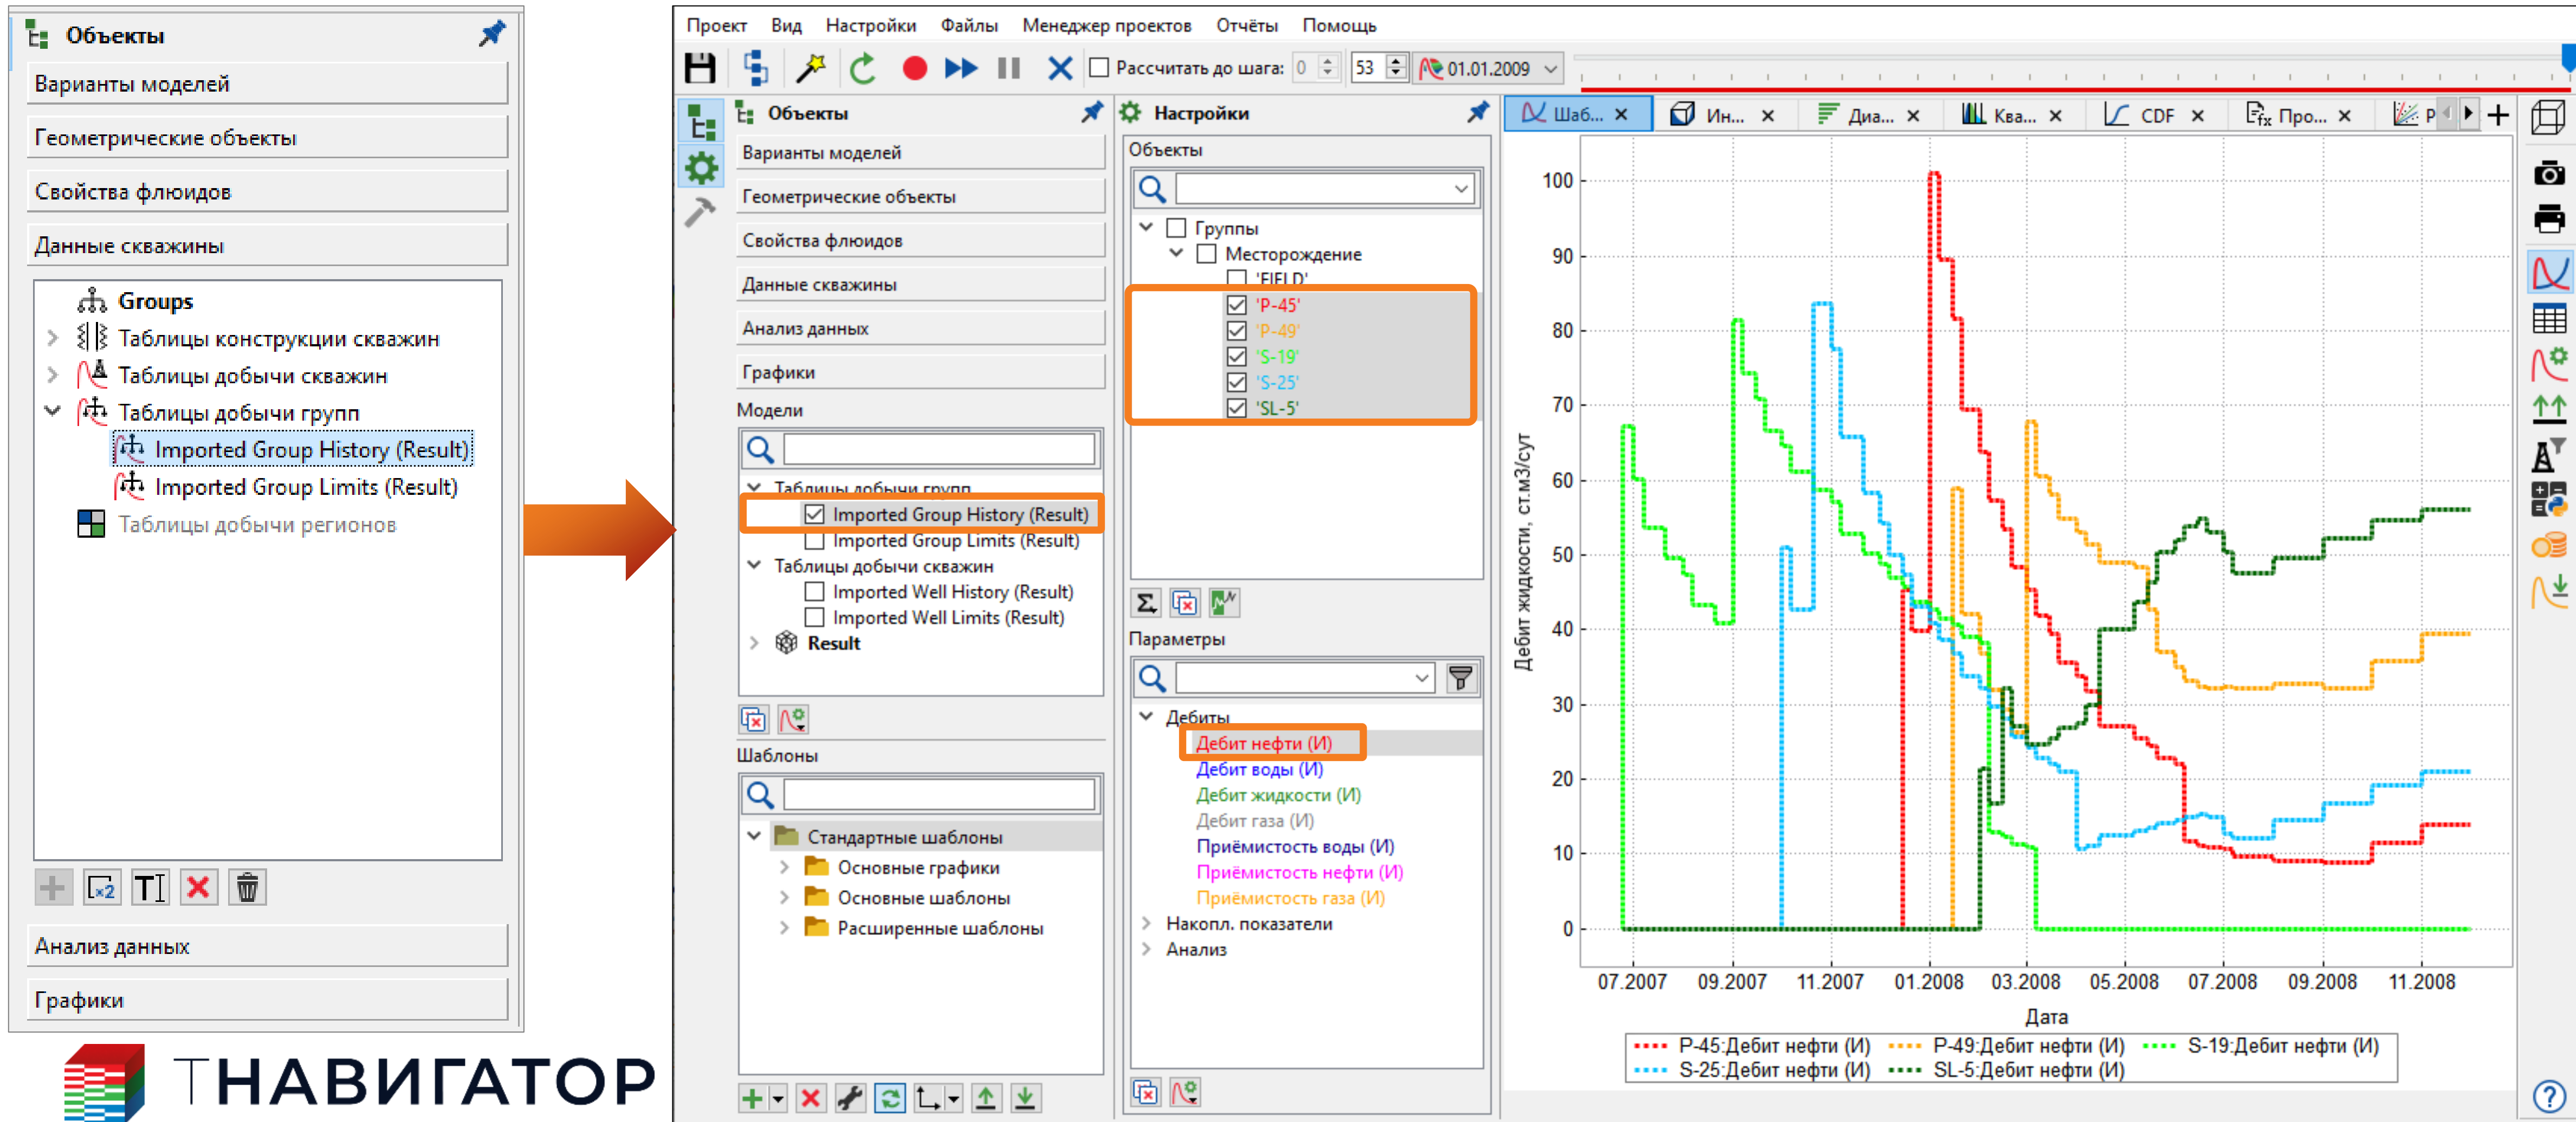 Объекты
Варианты моделей
Геометрические объекты
Свойства флюидов
Данные скважины
Groups
Таблицы конструкции скважин
Таблицы добычи скважин
Таблицы добычи групп
Imported Group History (Result)
Imported Group Limits (Result)
Таблицы добычи регионов
x2
Анализ данных
Графики
ТНАВИГАТОР
Проект Вид Настройки Файлы Менеджер проектов Отчёты Помощь
Рассчитать до шага: 0 53 01.01.2009
Объекты
Варианты моделей
Геометрические объекты
Свойства флюидов
Данные скважины
Анализ данных
Графики
Модели
Таблицы добычи групп
Imported Group History (Result)
Imported Group Limits (Result)
Таблицы добычи скважин
Imported Well History (Result)
Imported Well Limits (Result)
Result
Шаблоны
Стандартные шаблоны
Основные графики
Основные шаблоны
Расширенные шаблоны
Настройки
Объекты
Группы
Месторождение
'FIELD'
'P-45'
'P-49'
'S-19'
'S-25'
'SL-5'
Параметры
Дебиты
Дебит нефти (И)
Дебит воды (И)
Дебит жидкости (И)
Дебит газа (И)
Приёмистость воды (И)
Приёмистость нефти (И)
Приёмистость газа (И)
Накопл. показатели
Анализ
Шаб... Ин... Диа... Ква... CDF Про... Р
Дебит жидкости, ст.м3/сут
100
90
80
70
60
50
40
30
20
10
0
07.2007 09.2007 11.2007 01.2008 03.2008 05.2008 07.2008 09.2008 11.2008
Дата
P-45:Дебит нефти (И) P-49:Дебит нефти (И) S-19:Дебит нефти (И)
S-25:Дебит нефти (И) SL-5:Дебит нефти (И)